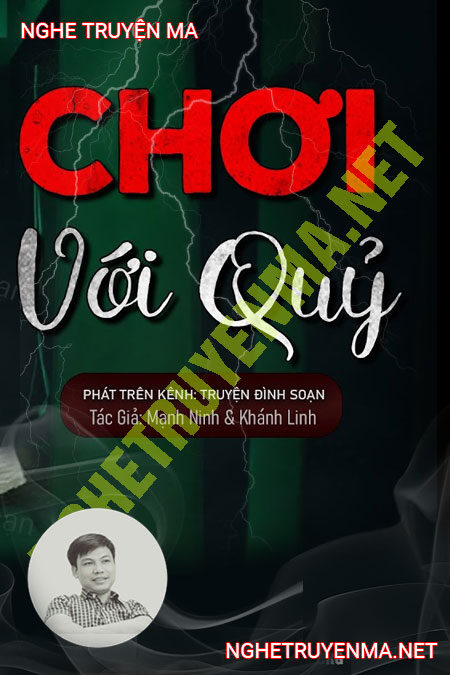 NGHE TRUYỆN MA
CHƠI
Với Quỷ
NGHETRUYENMA.NET
PHÁT TRÊN KÊNH: TRUYỆN ĐÌNH SOẠN
Tác Giả: Mạnh Ninh & Khánh Linh
NGHETRUYENMA.NET